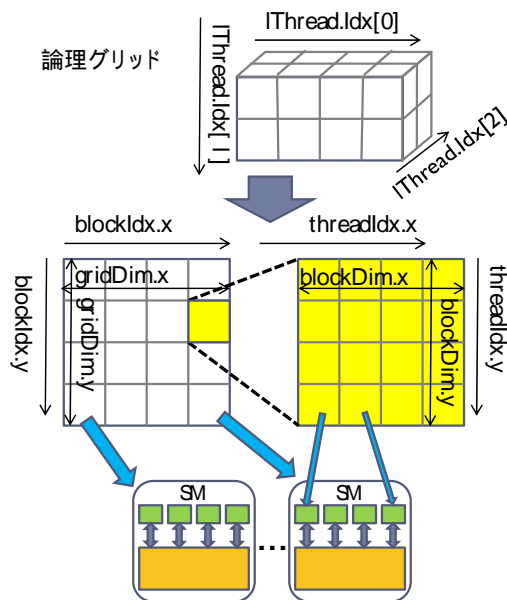 lThread.Idx[0]
論理グリッド
lThread.Idx[1]
lThread.Idx[2]
blockIdx.x
threadIdx.x
gridDim.x
blockDim.x
blockIdx.y
gridDim.y
blockDim.y
threadIdx.y
SM
SM
...